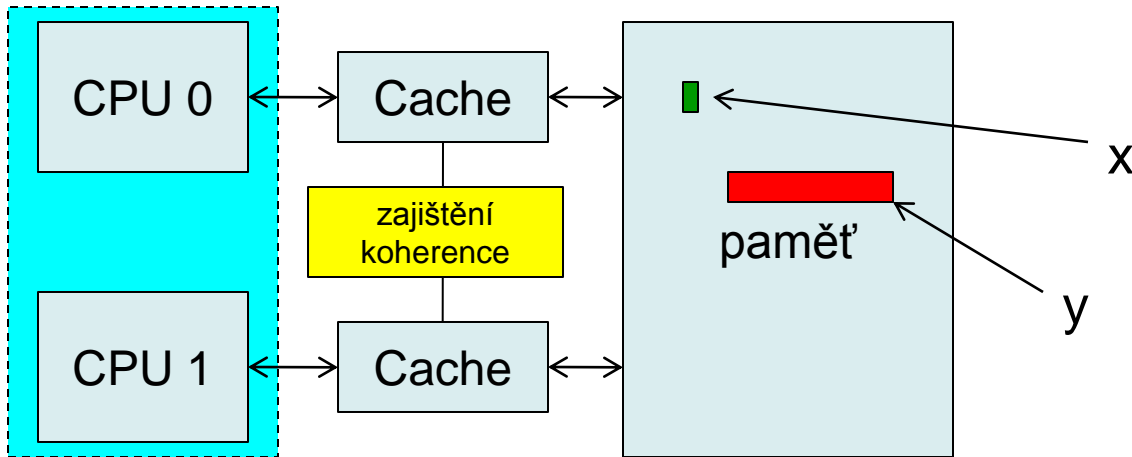 CPU 0
Cache
x
zajištění
koherence
paměť
y
CPU 1
Cache